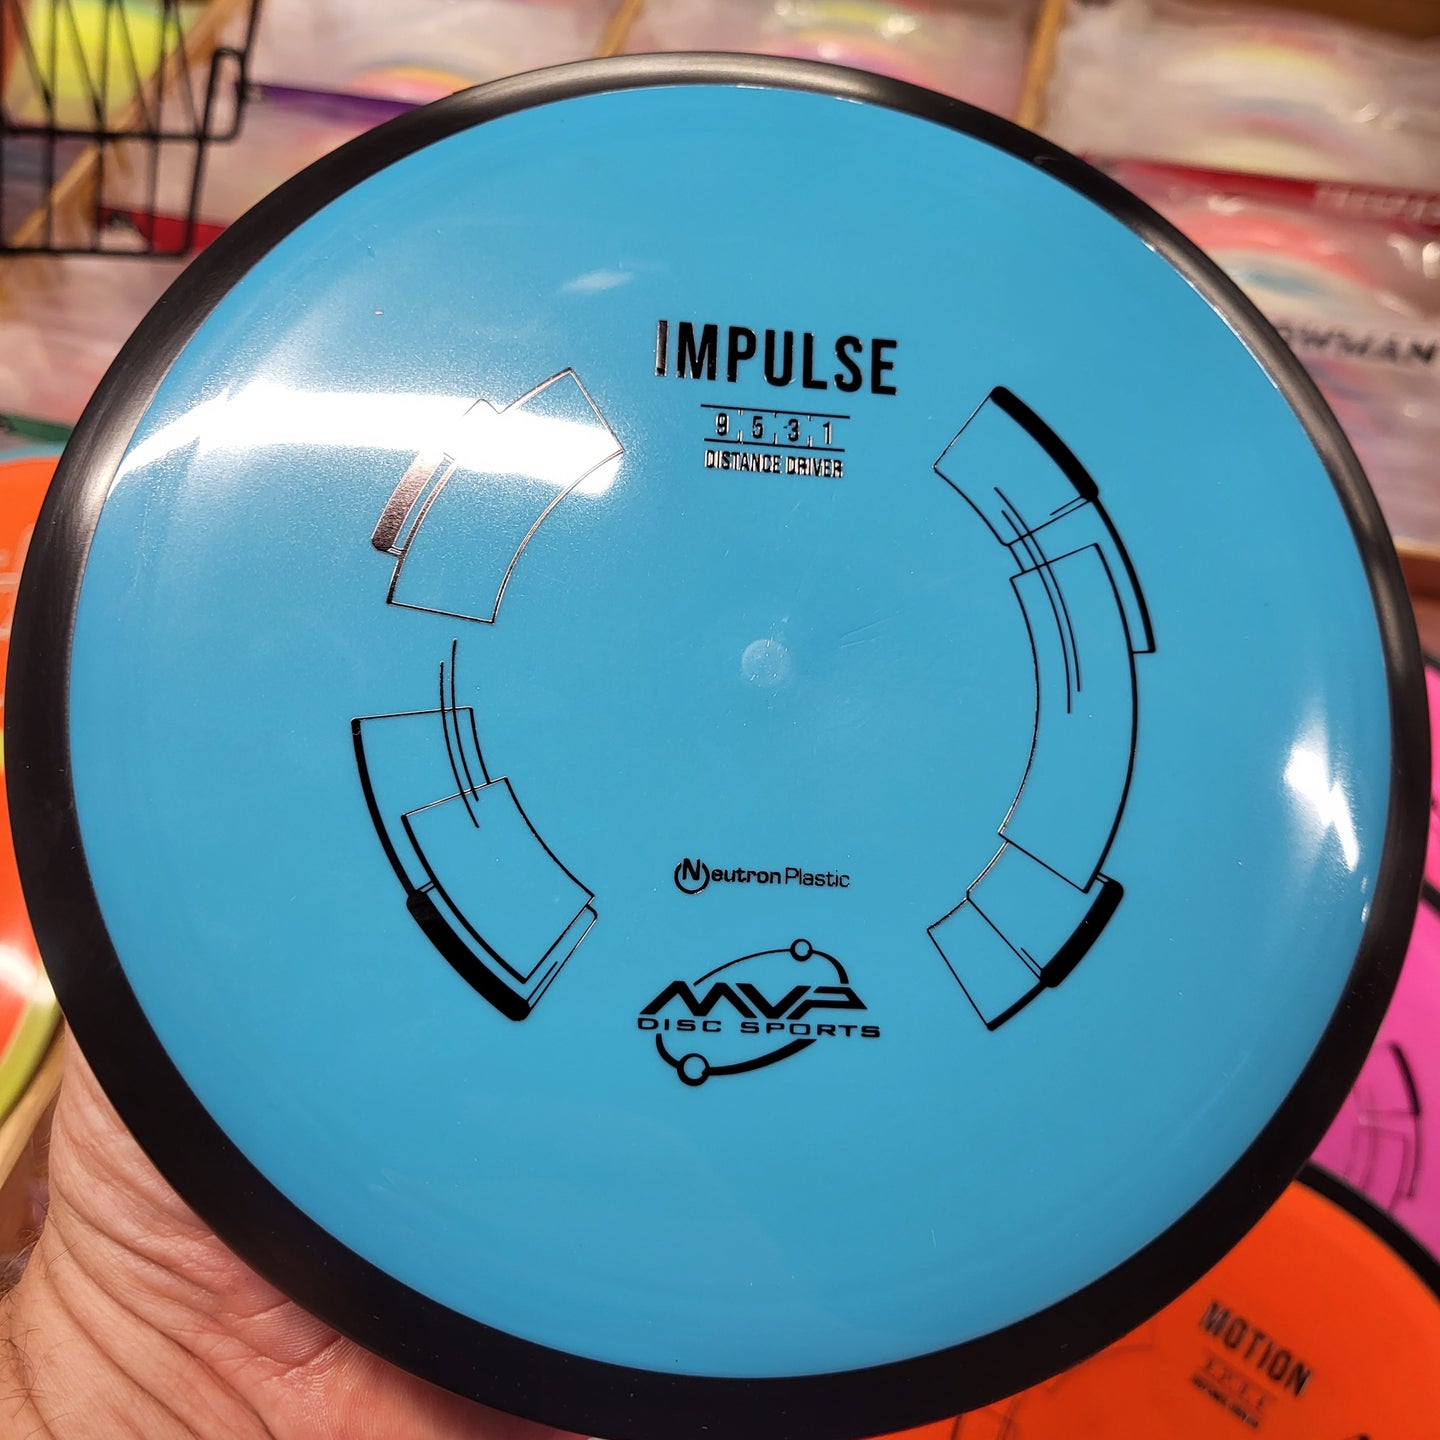 IMPULSE
9 5 -3 1
DISTANCE DRIVER
Neutron Plastic
MVP
DISC SPORTS
MOTION